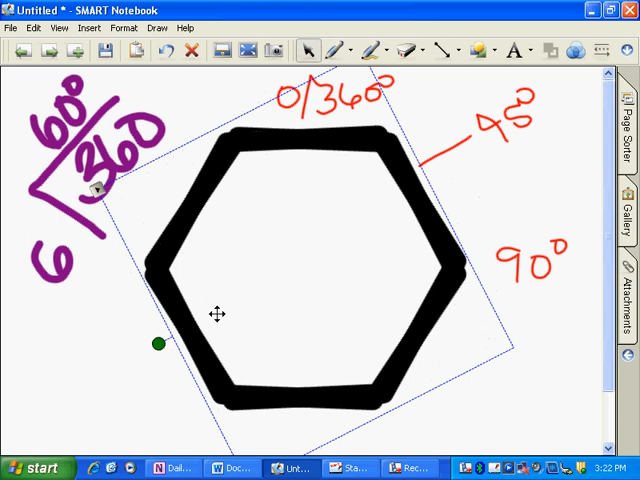 Untitled * - SMART Notebook
File Edit View Insert Format Draw Help
A
0/360°
60°
360
6
45°
90°
Page Sorter
Gallery
Attachments
start
Dail...
Doc...
Unt...
Sta...
Rec...
3:22 PM